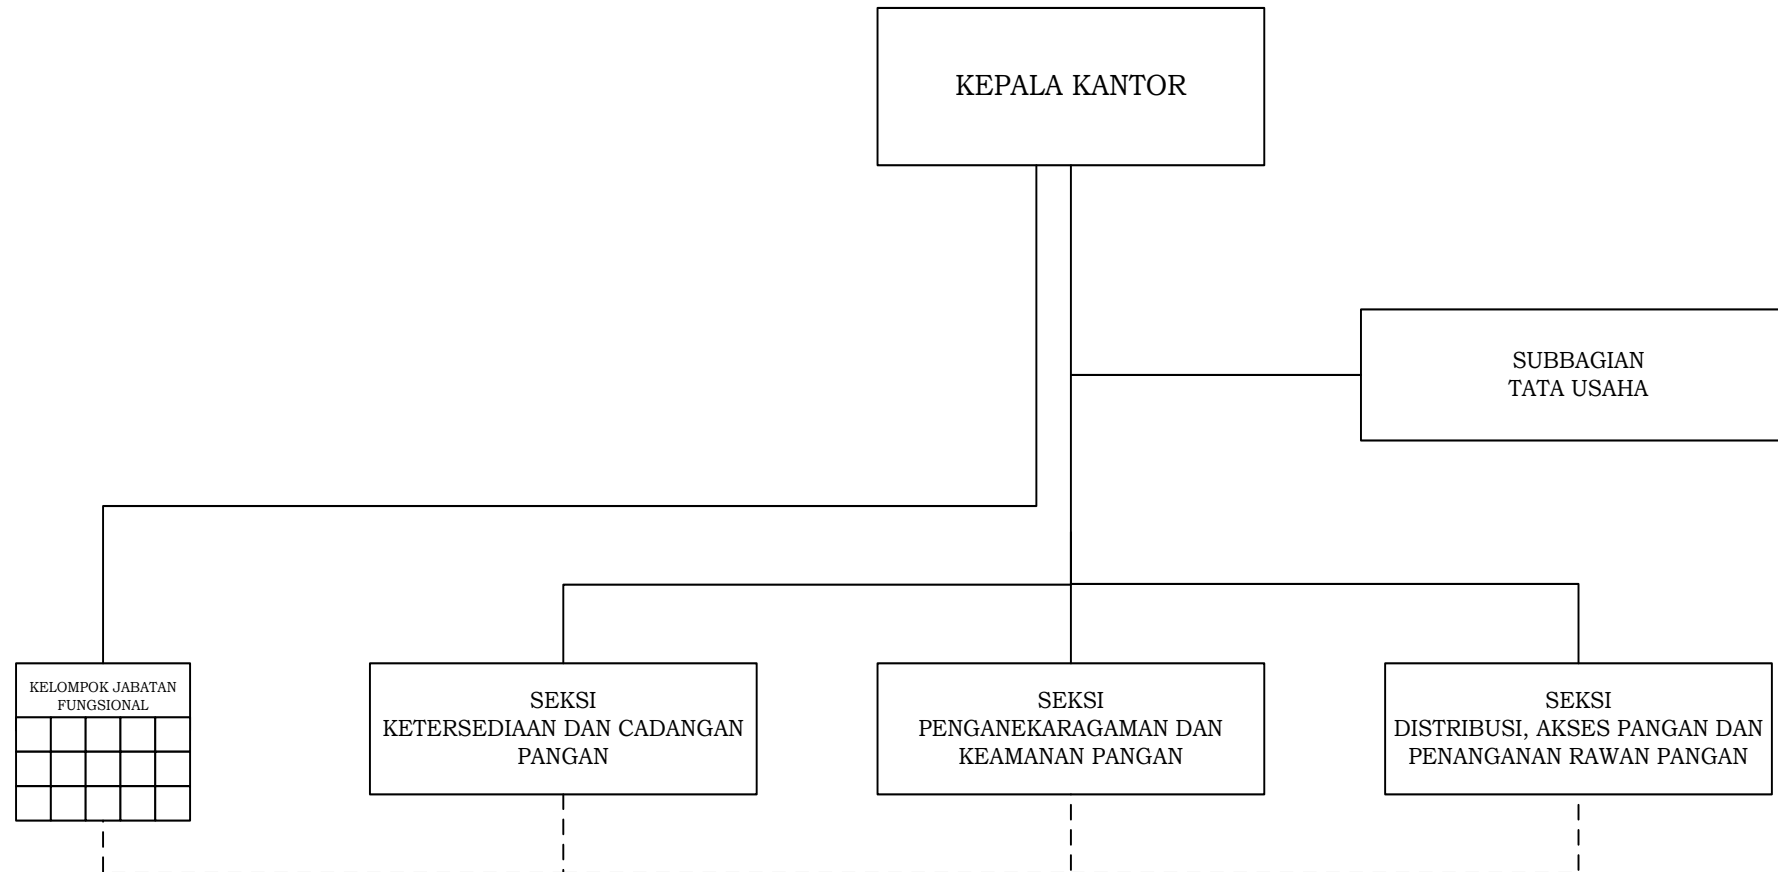 KEPALA KANTOR
SUBBAGIAN
TATA USAHA
KELOMPOK JABATAN
FUNGSIONAL
SEKSI
KETERSEDIAAN DAN CADANGAN
PANGAN
SEKSI
PENGANEKARAGAMAN DAN
KEAMANAN PANGAN
SEKSI
DISTRIBUSI, AKSES PANGAN DAN
PENANGANAN RAWAN PANGAN